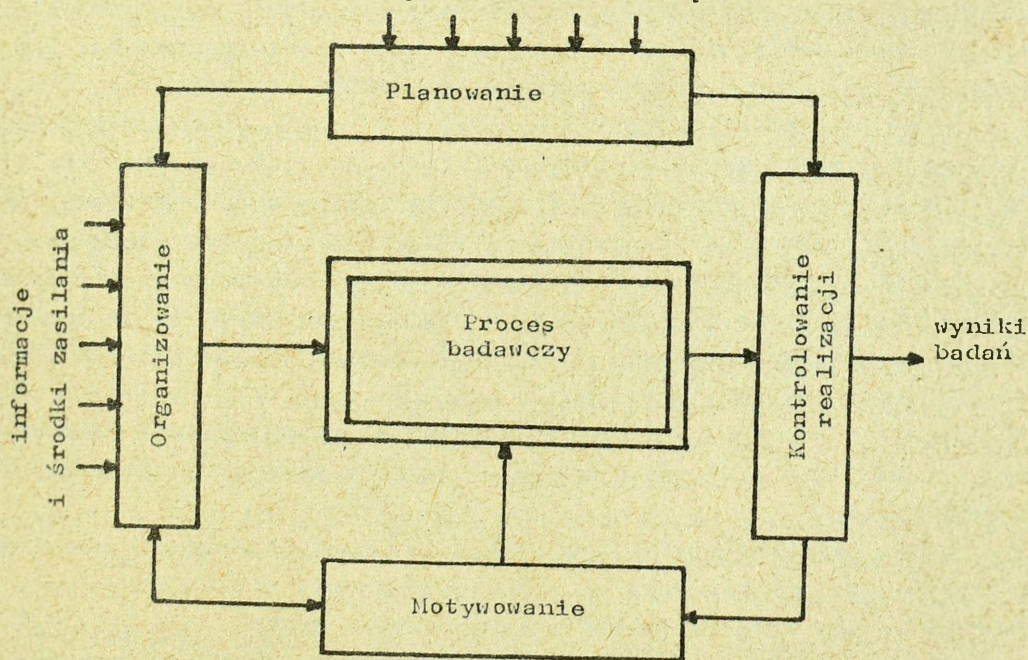 Planowanie
informacje
i środki zasilania
Organizowanie
Proces
badawczy
Kontrolowanie
realizacji
wyniki
badań
Motywowanie